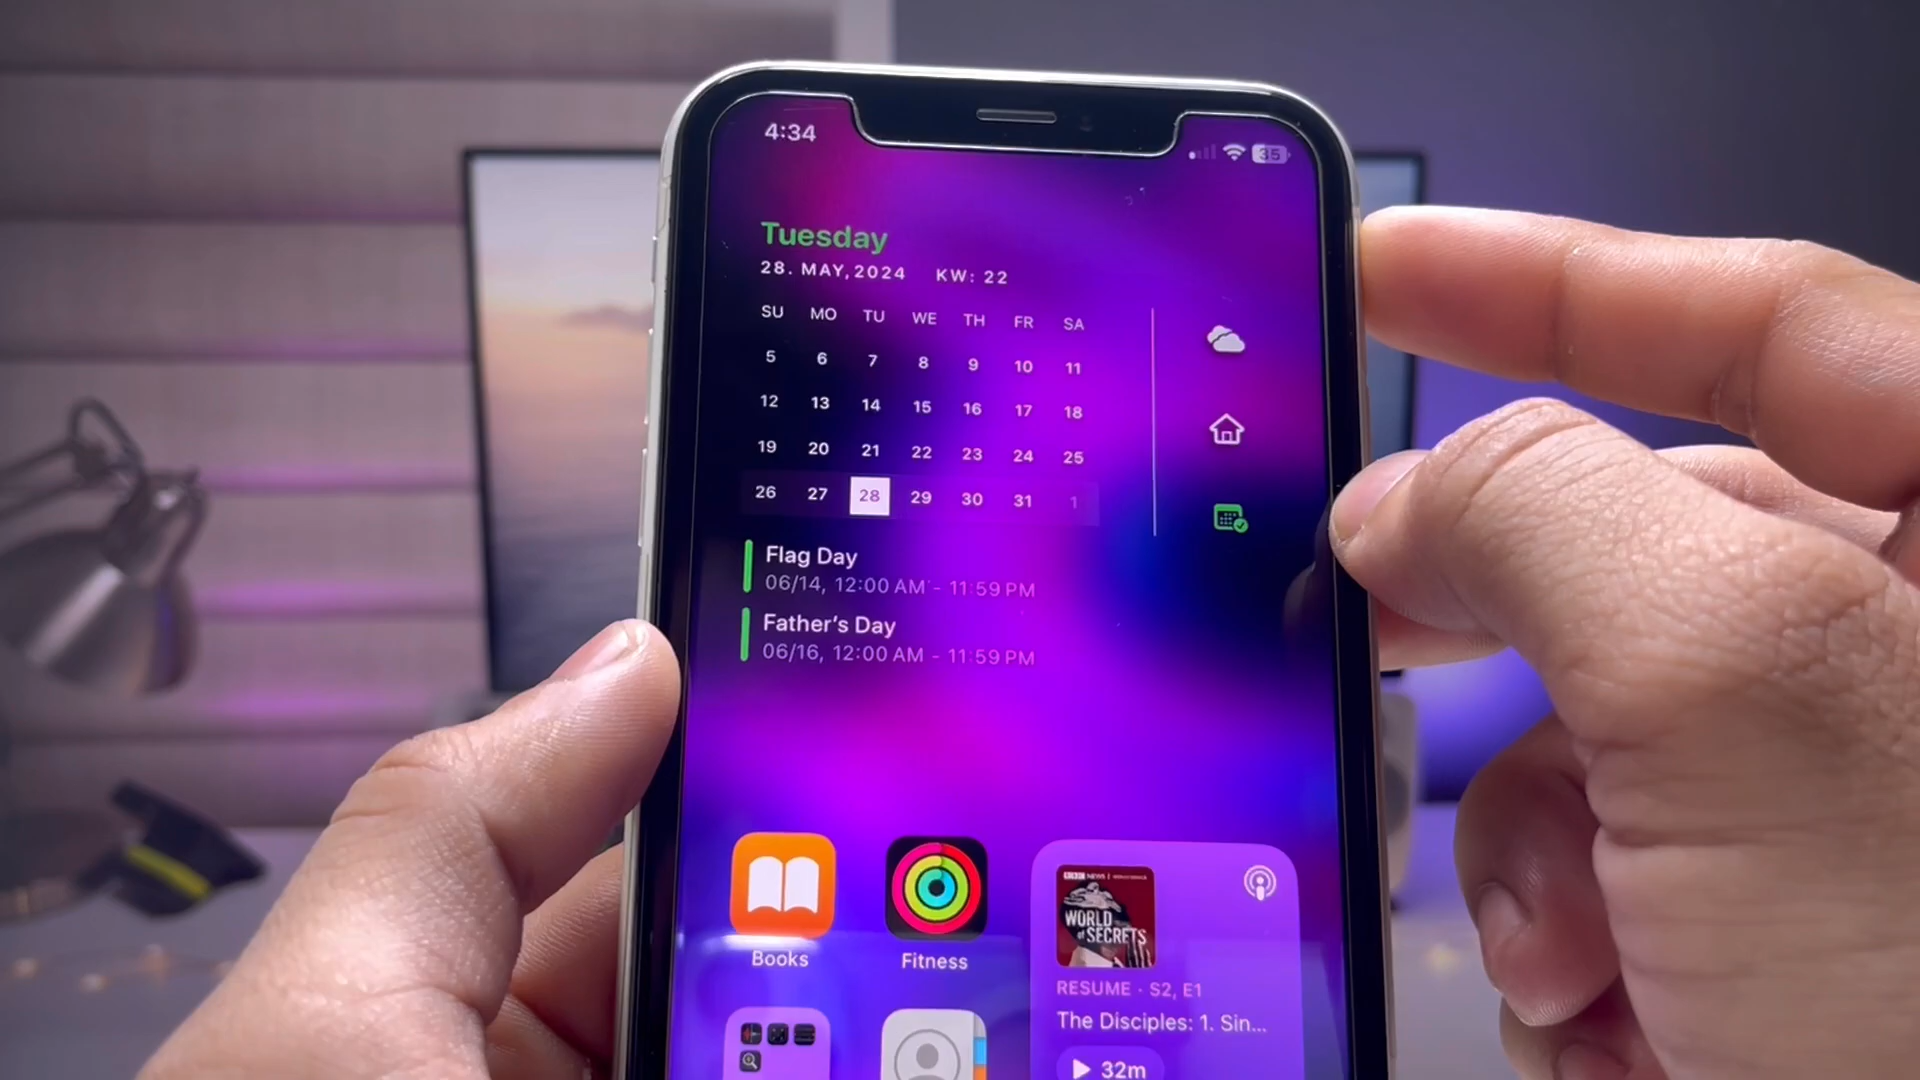 4:34
35
Tuesday
28. MAY, 2024 KW: 22
SU MO TU WE TH FR SA
5 6 7 8 9 10 11
12 13 14 15 16 17 18
19 20 21 22 23 24 25
26 27 28 29 30 31 1
Flag Day
06/14, 12:00 AM - 11:59 PM
Father's Day
06/16, 12:00 AM - 11:59 PM
Books
Fitness
NEWS
WORLD
of SECRETS
RESUME · S2, E1
The Disciples: 1. Sin...
32m